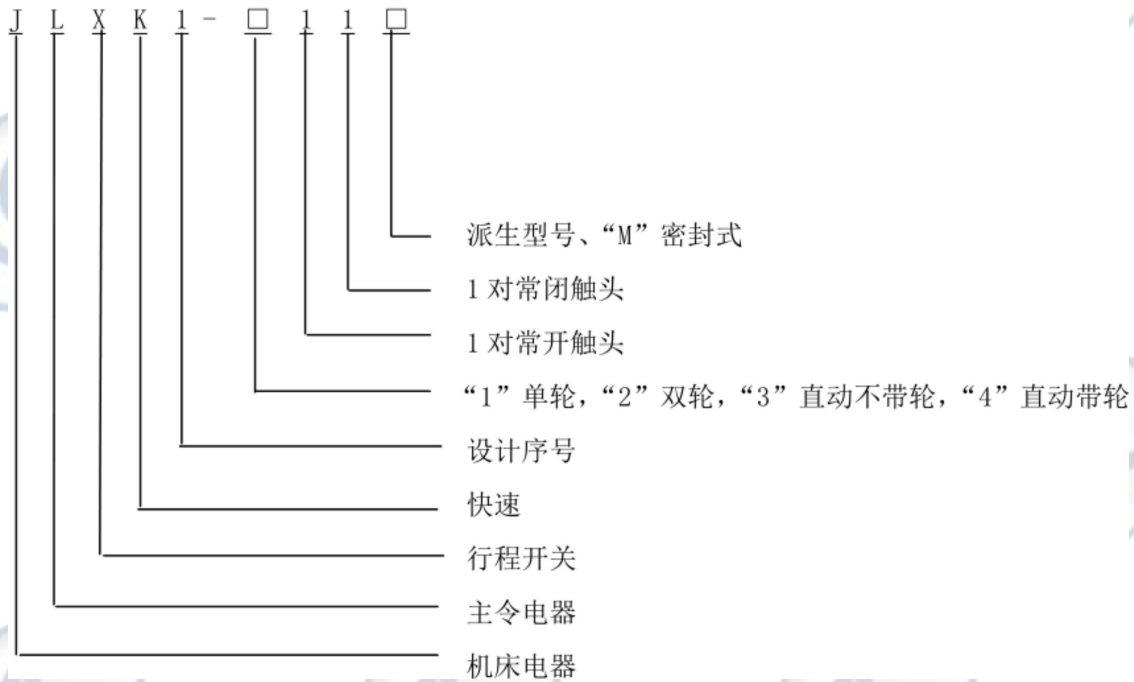 J L X K 1 - □ 1 1 □
派生型号、“M”密封式
1对常闭触头
1对常开触头
“1”单轮，“2”双轮，“3”直动不带轮，“4”直动带轮
设计序号
快速
行程开关
主令电器
机床电器